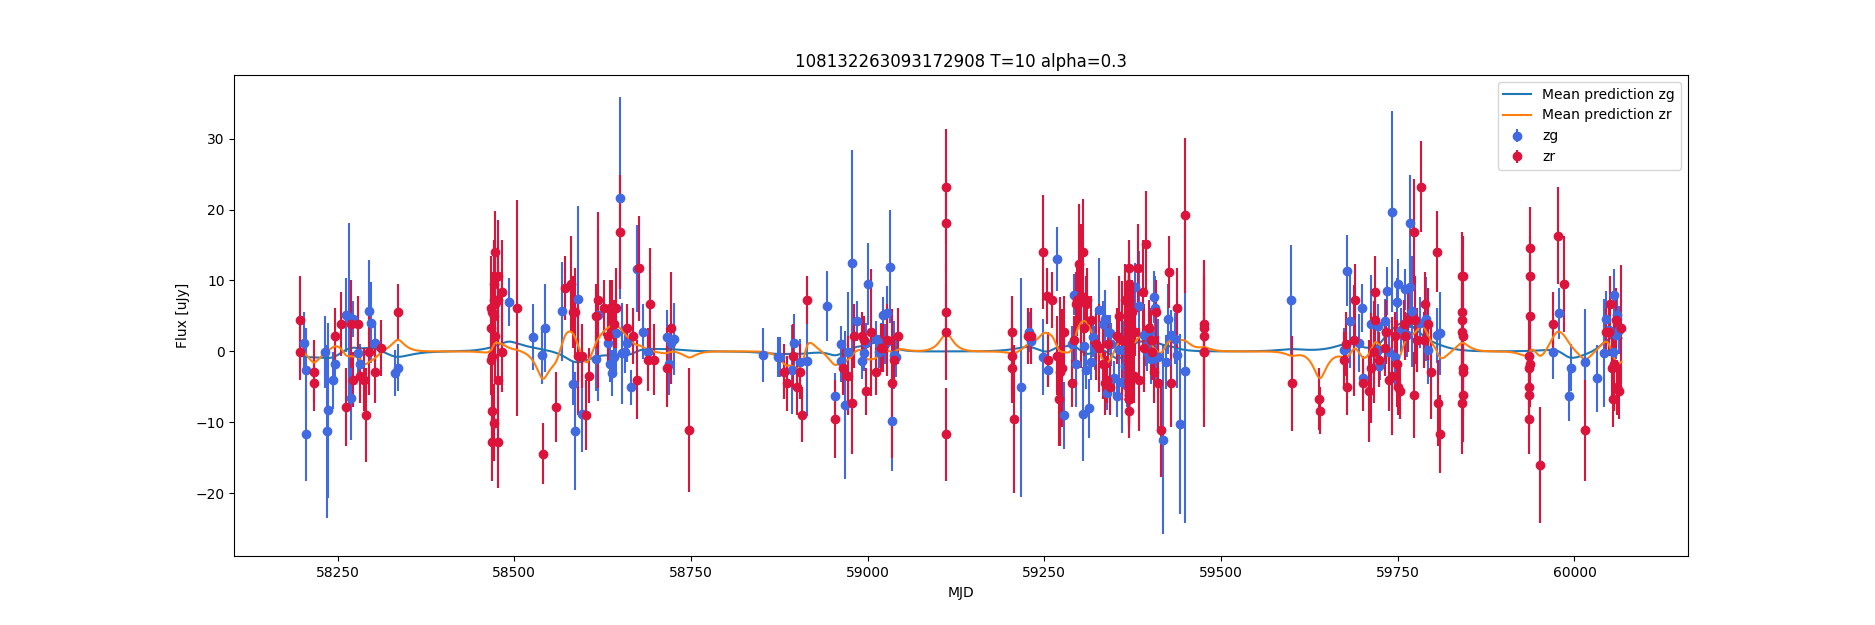 108132263093172908 T=10 alpha=0.3
Mean prediction zg
Mean prediction zr
zg
zr
Flux [uJy]
30
20
10
0
−10
−20
58250 58500 58750 59000 59250 59500 59750 60000
MJD